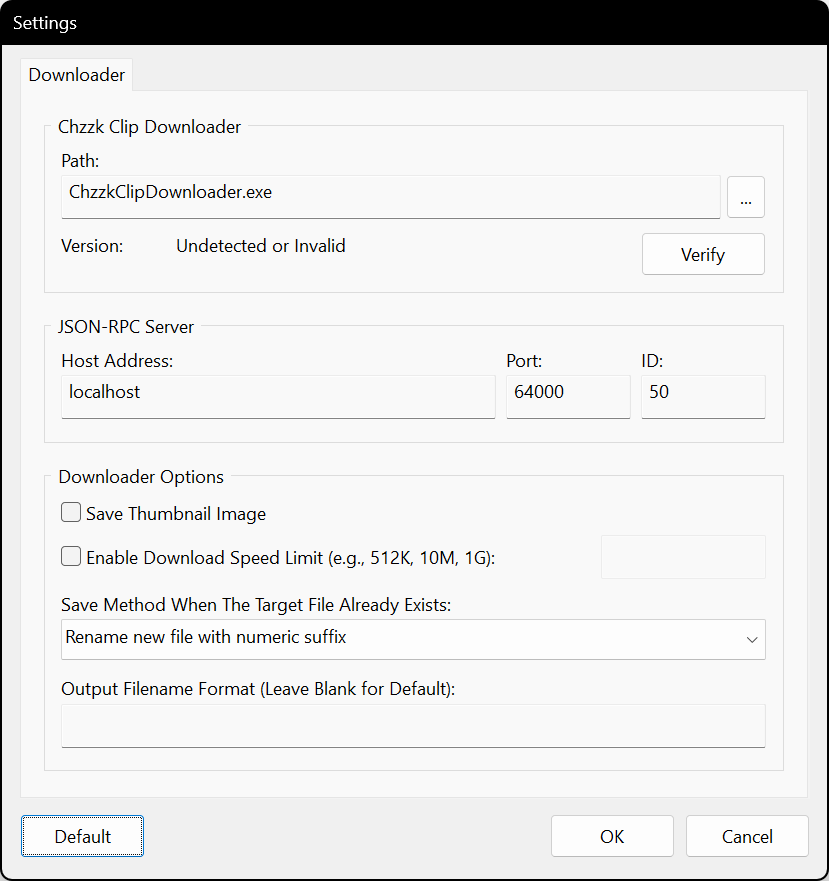 Settings
Downloader
Chzzk Clip Downloader
Path:
ChzzkClipDownloader.exe
...
Version: Undetected or Invalid
Verify
JSON-RPC Server
Host Address: Port: ID:
localhost 64000 50
Downloader Options
Save Thumbnail Image
Enable Download Speed Limit (e.g., 512K, 10M, 1G):
Save Method When The Target File Already Exists:
Rename new file with numeric suffix
Output Filename Format (Leave Blank for Default):
Default OK Cancel